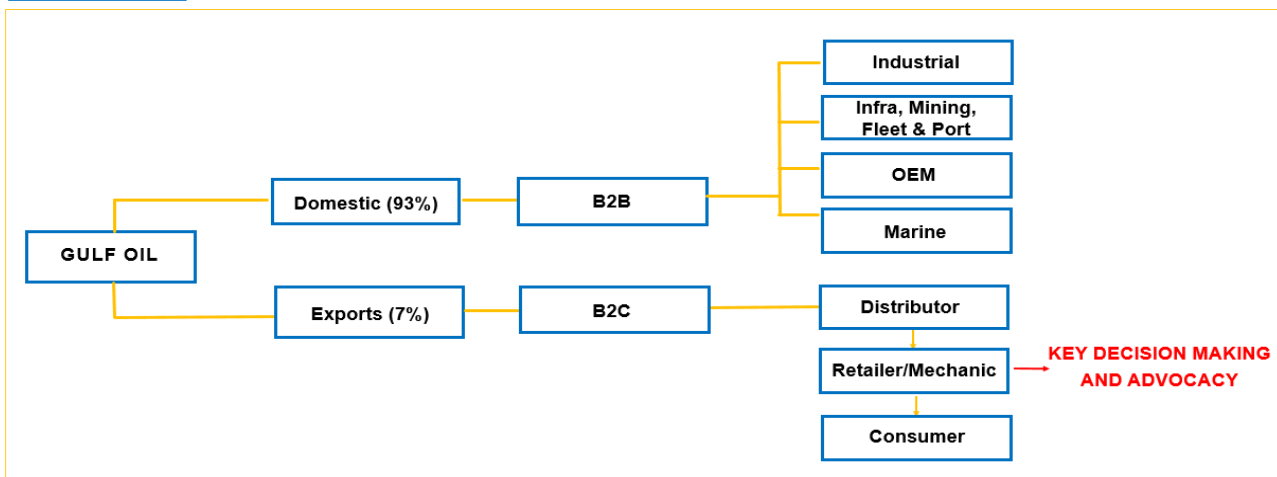 GULF OIL
Domestic (93%)
B2B
Industrial
Infra, Mining,
Fleet & Port
OEM
Marine
Exports (7%)
B2C
Distributor
Retailer/Mechanic
KEY DECISION MAKING
AND ADVOCACY
Consumer